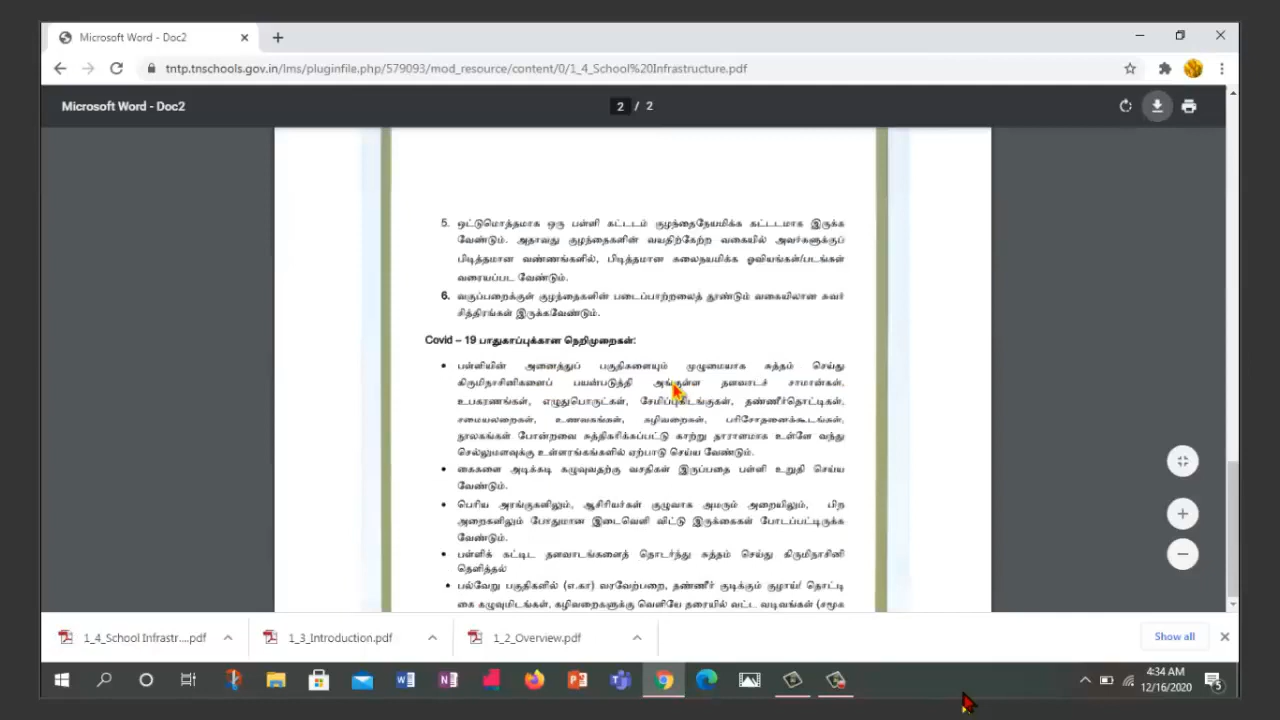 Microsoft Word - Doc2
tntp.tnschools.gov.in/lms/pluginfile.php/579093/mod_resource/content/0/1_4_School%20Infrastructure.pdf
Microsoft Word - Doc2
2 / 2
5. ஒட்டுமொத்தமாக ஒரு பள்ளி கட்டடம் குழந்தைநேயமிக்க கட்டடமாக இருக்க
வேண்டும். அதாவது குழந்தைகளின் வயதிற்கேற்ற வகையில் அவர்களுக்குப்
பிடித்தமான வண்ணங்களில், பிடித்தமான கலைநயமிக்க ஓவியங்கள்/படங்கள்
வரையப்பட வேண்டும்.
6. வகுப்பறைக்குள் குழந்தைகளின் படைப்பாற்றலைத் தூண்டும் வகையிலான சுவர்
சித்திரங்கள் இருக்கவேண்டும்.
Covid – 19 பாதுகாப்புக்கான நெறிமுறைகள்:
• பள்ளியின் அனைத்துப் பகுதிகளையும் முழுமையாக சுத்தம் செய்து
கிருமிநாசினிகளைப் பயன்படுத்தி அங்குள்ள தளவாடச் சாமான்கள்,
உபகரணங்கள், எழுதுபொருட்கள், சேமிப்புகிடங்குகள், தண்ணீர்தொட்டிகள்,
சமையலறைகள், உணவகங்கள், கழிவறைகள், பரிசோதனைக்கூடங்கள்,
நூலகங்கள் போன்றவை சுத்திகரிக்கப்பட்டு காற்று தாராளமாக உள்ளே வந்து
செல்லுமளவுக்கு உள்ளரங்கங்களில் ஏற்பாடு செய்ய வேண்டும்.
• கைகளை அடிக்கடி கழுவுவதற்கு வசதிகள் இருப்பதை பள்ளி உறுதி செய்ய
வேண்டும்.
• பெரிய அரங்குகளிலும், ஆசிரியர்கள் குழுவாக அமரும் அறையிலும், பிற
அறைகளிலும் போதுமான இடைவெளி விட்டு இருக்கைகள் போடப்பட்டிருக்க
வேண்டும்.
• பள்ளிக் கட்டிட தளவாடங்களைத் தொடர்ந்து சுத்தம் செய்து கிருமிநாசினி
தெளித்தல்
• பல்வேறு பகுதிகளில் (எ.கா) வரவேற்பறை, தண்ணீர் குடிக்கும் குழாய்/ தொட்டி
கை கழுவுமிடங்கள், கழிவறைகளுக்கு வெளியே தரையில் வட்ட வடிவங்கள் (சமூக
1_4_School Infrastr....pdf
1_3_Introduction.pdf
1_2_Overview.pdf
Show all
4:34 AM
12/16/2020
5